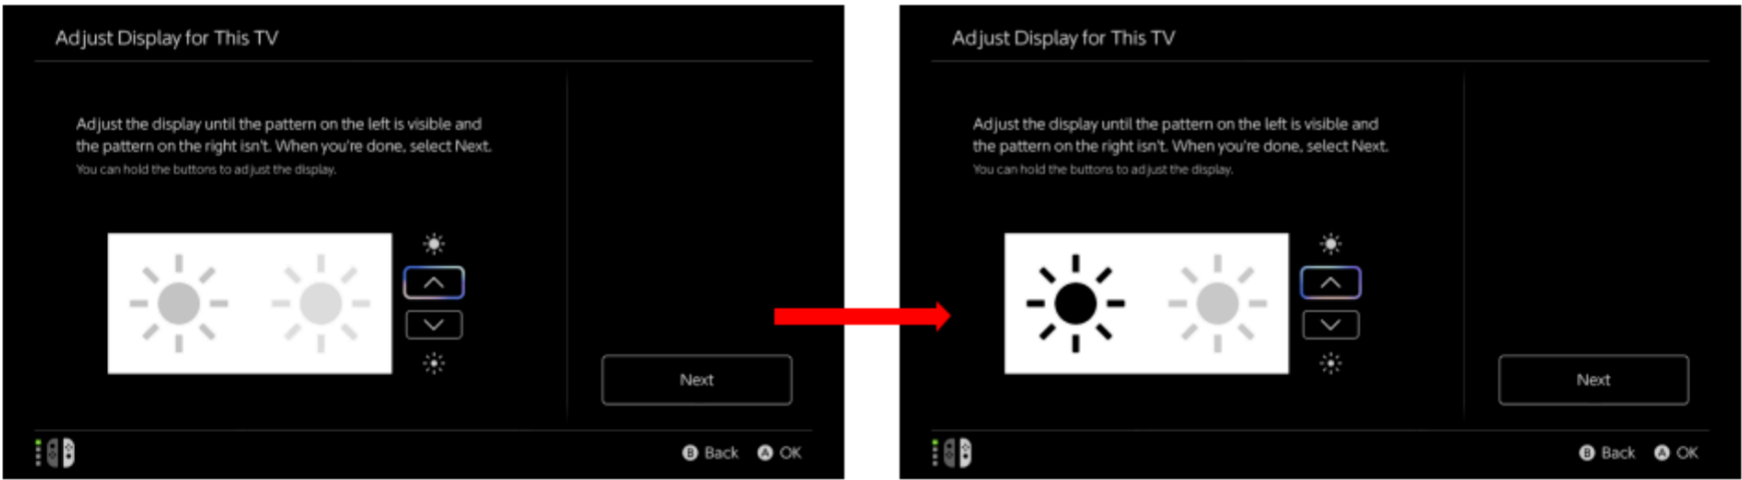 Adjust Display for This TV
Adjust the display until the pattern on the left is visible and
the pattern on the right isn't. When you're done, select Next.
You can hold the buttons to adjust the display.
Next
B Back A OK
Adjust Display for This TV
Adjust the display until the pattern on the left is visible and
the pattern on the right isn't. When you're done, select Next.
You can hold the buttons to adjust the display.
Next
B Back A OK